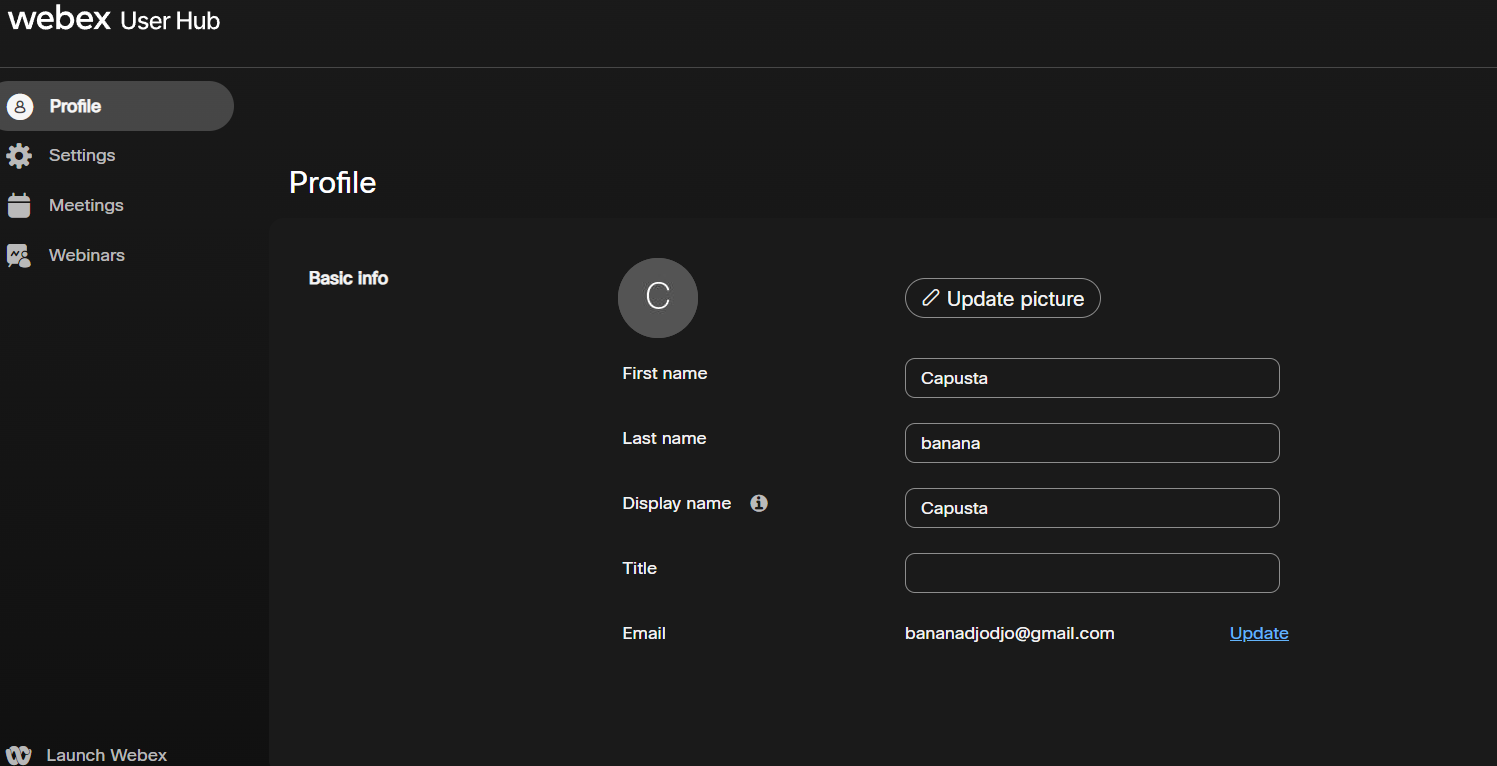 webex User Hub
Profile
Settings
Meetings
Webinars
Profile
Basic info
C
Update picture
First name
Capusta
Last name
banana
Display name
Capusta
Title
Email
bananadjodjo@gmail.com
Update
Launch Webex